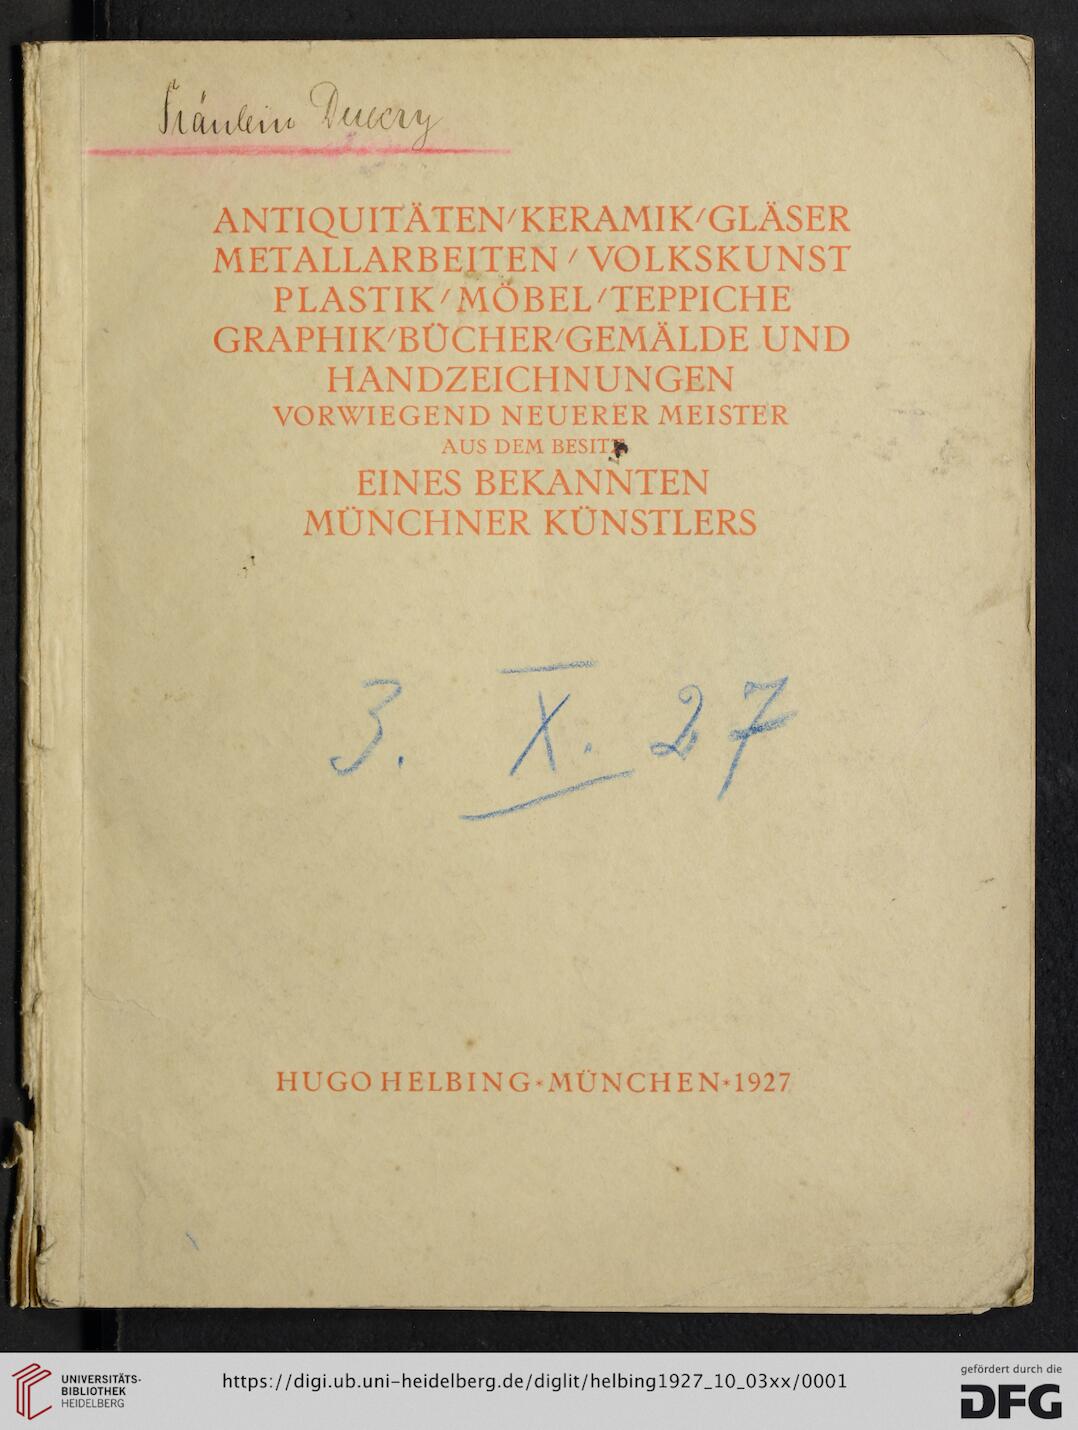 Fräulein
ANTIQUITÄTEN/KERAMIK/GLÄSER
METALLARBEITEN / VOLKSKUNST
PLASTIK/MÖBEL/TEPPICHE
GRAPHIK/BÜCHER/GEMÄLDE UND
HANDZEICHNUNGEN
VORWIEGEND NEUERER MEISTER
AUS DEM BESITZ
EINES BEKANNTEN
MÜNCHNER KÜNSTLERS
3. X. 27
HUGO HELBING*MÜNCHEN*1927
UNIVERSITÄTS-
BIBLIOTHEK
HEIDELBERG
https://digi.ub.uni-heidelberg.de/diglit/helbing1927_10_03xx/0001
gefördert durch die
DFG